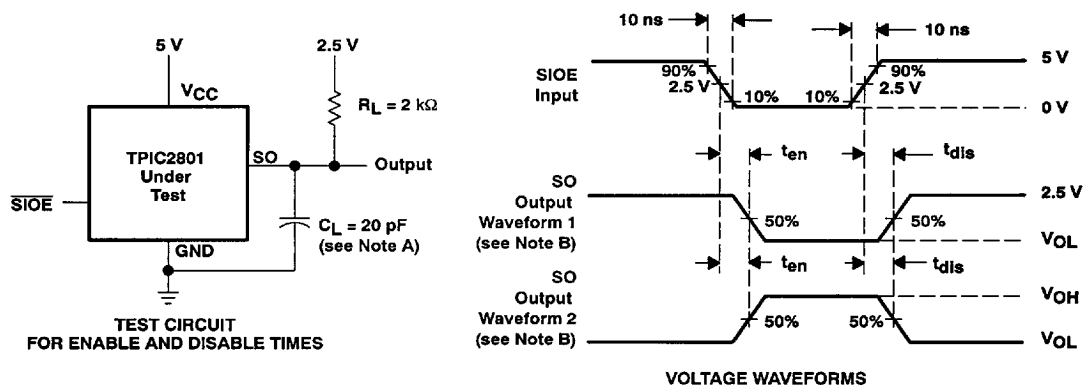 5 V
2.5 V
VCC
RL = 2 kΩ
TPIC2801
Under
Test
SO
Output
SIOE
CL = 20 pF
(see Note A)
GND
TEST CIRCUIT
FOR ENABLE AND DISABLE TIMES
10 ns
10 ns
SIOE
Input
90%
2.5 V
10%
10%
90%
2.5 V
5 V
0 V
ten
tdis
SO
Output
Waveform 1
(see Note B)
50%
50%
2.5 V
VOL
ten
tdis
SO
Output
Waveform 2
(see Note B)
50%
50%
VOH
VOL
VOLTAGE WAVEFORMS